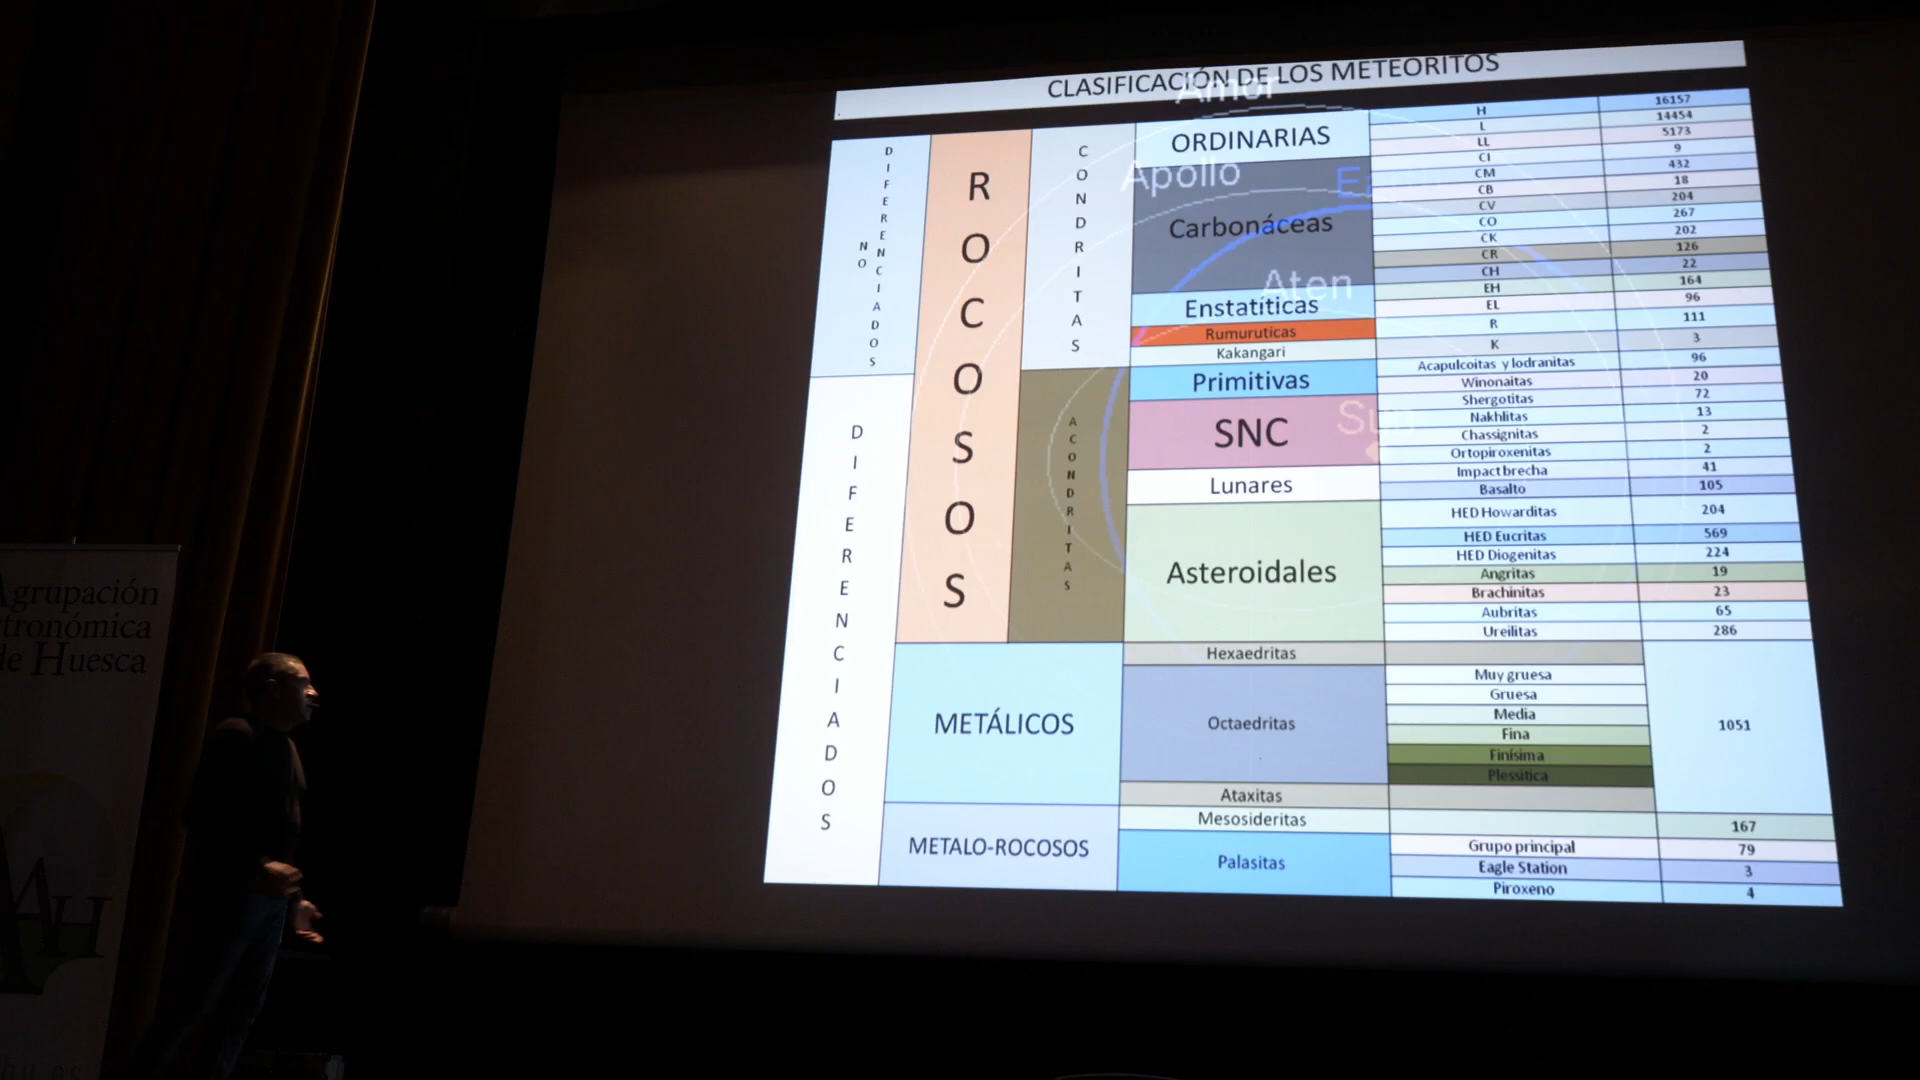 CLASIFICACIÓN DE LOS METEORITOS
Amor
Apollo
Aten
NO DIFERENCIADOS
DIFERENCIADOS
ROCOSOS
CONDRITAS
ACONDRITAS
ORDINARIAS
H 16157
L 14454
LL 5173
Carbonáceas
CI 9
CM 432
CB 18
CV 204
CO 267
CK 202
CR 126
CH 22
Enstatíticas
EH 164
EL 96
Rumuruticas
R 111
Kakangari
K 3
Primitivas
Acapulcoitas y lodranitas 96
Winonaitas 20
SNC
Shergotitas 72
Nakhlitas 13
Chassignitas 2
Ortopiroxenitas 2
Lunares
Impact brecha 41
Basalto 105
Asteroidales
HED Howarditas 204
HED Eucritas 569
HED Diogenitas 224
Angritas 19
Brachinitas 23
Aubritas 65
Ureilitas 286
METÁLICOS
Hexaedritas
Octaedritas
Muy gruesa
Gruesa
Media
Fina
Finísima
Plessitica
1051
Ataxitas
METALO-ROCOSOS
Mesosideritas 167
Palasitas
Grupo principal 79
Eagle Station 3
Piroxeno 4
Agrupación
tronómica
de Huesca